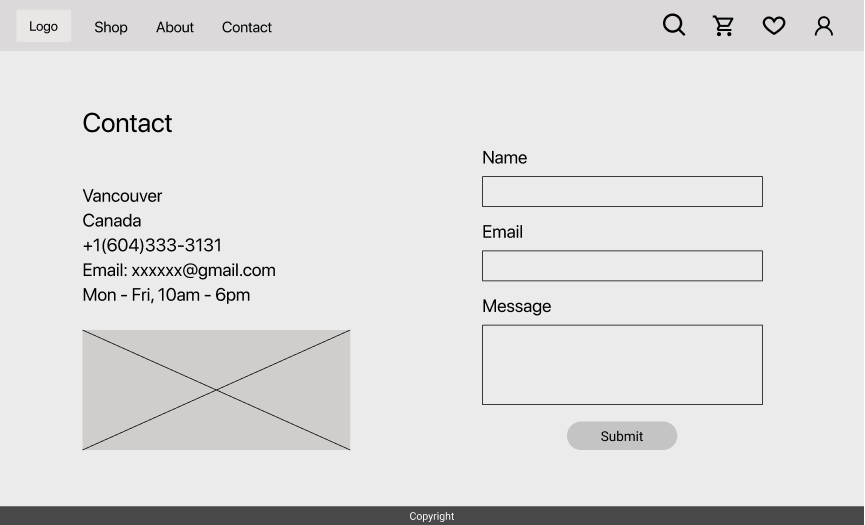 Logo
Shop
About
Contact
Contact
Vancouver
Canada
+1(604)333-3131
Email: xxxxxx@gmail.com
Mon - Fri, 10am - 6pm
Name
Email
Message
Submit
Copyright